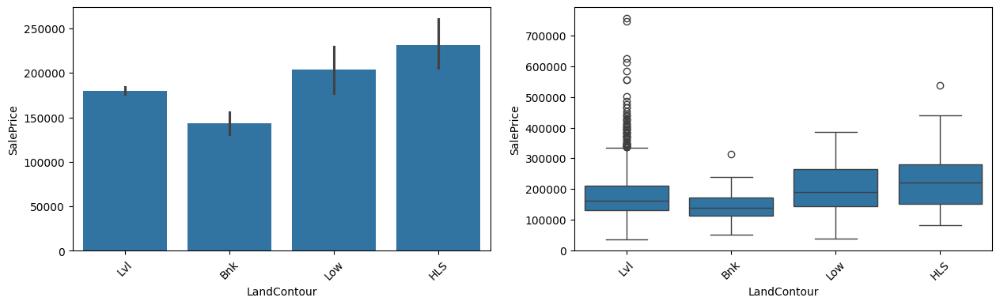 250000
200000
150000
100000
50000
0
SalePrice
Lvl
Bnk
Low
HLS
LandContour
700000
600000
500000
400000
300000
200000
100000
0
SalePrice
Lvl
Bnk
Low
HLS
LandContour